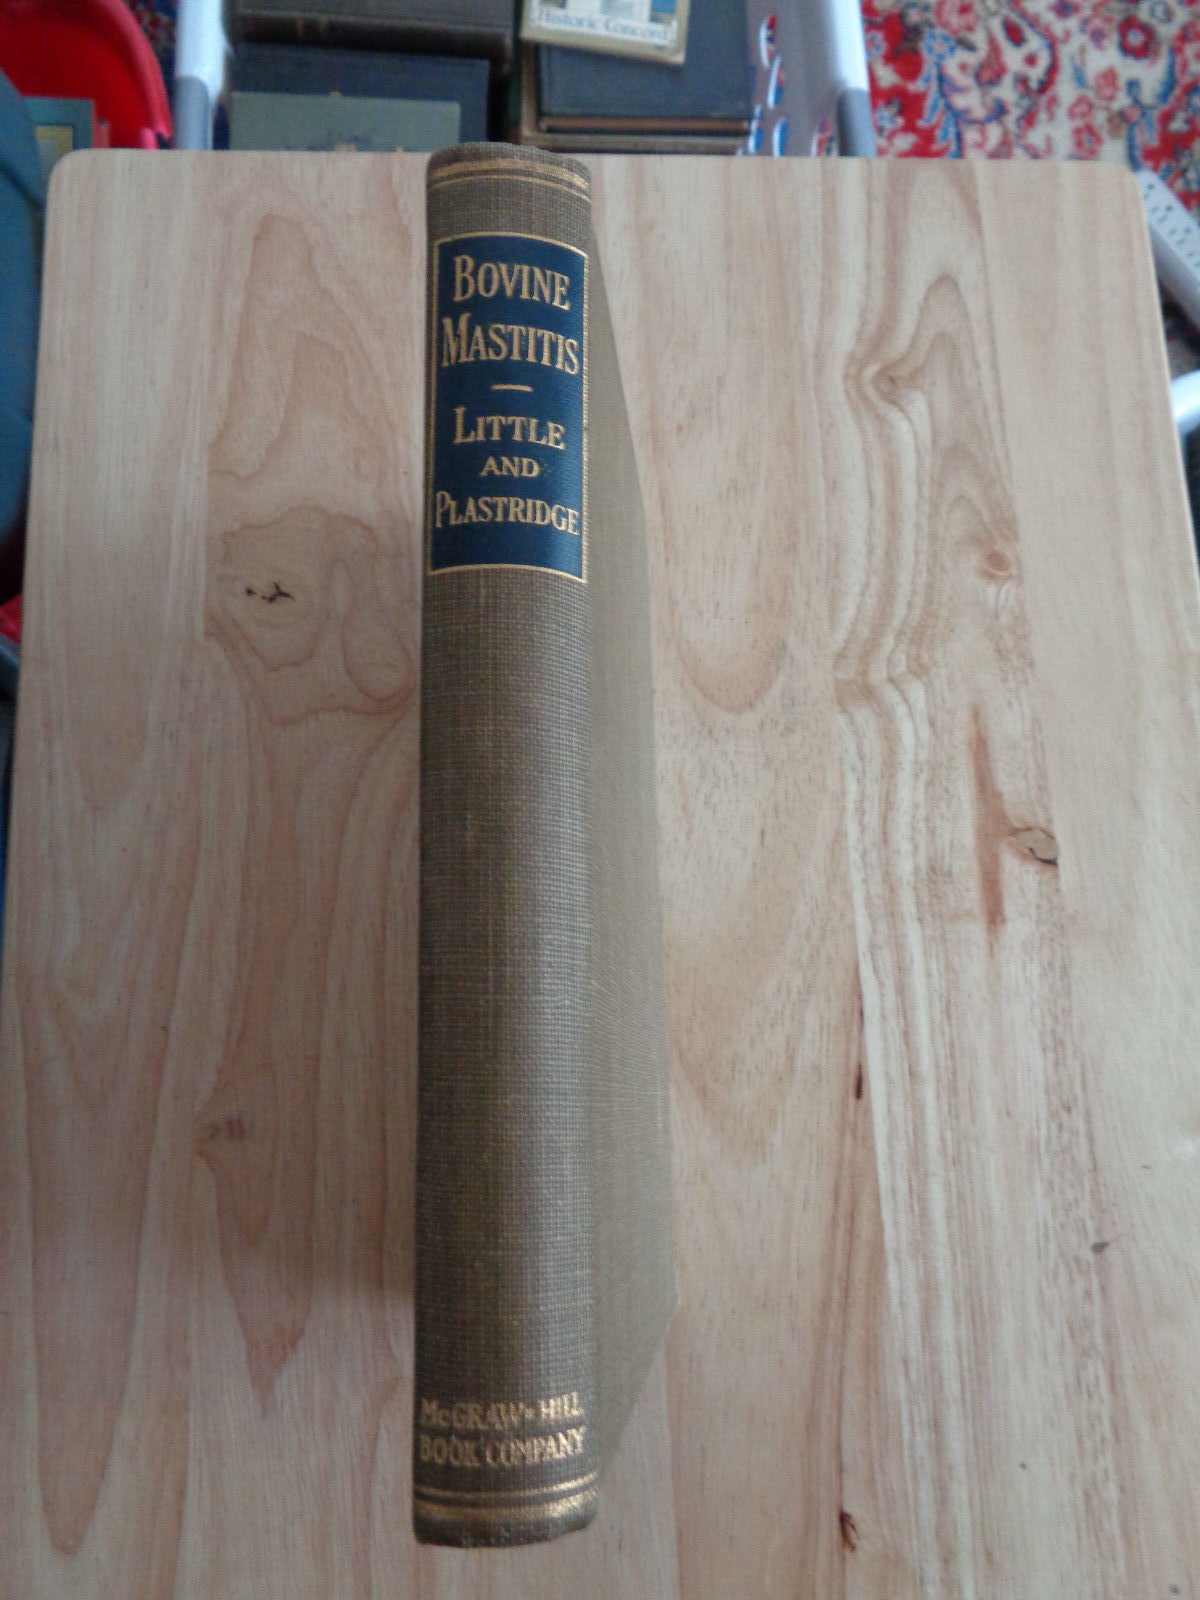 Historic Concord
BOVINE
MASTITIS
LITTLE
AND
PLASTRIDGE
McGRAW-HILL
BOOK COMPANY